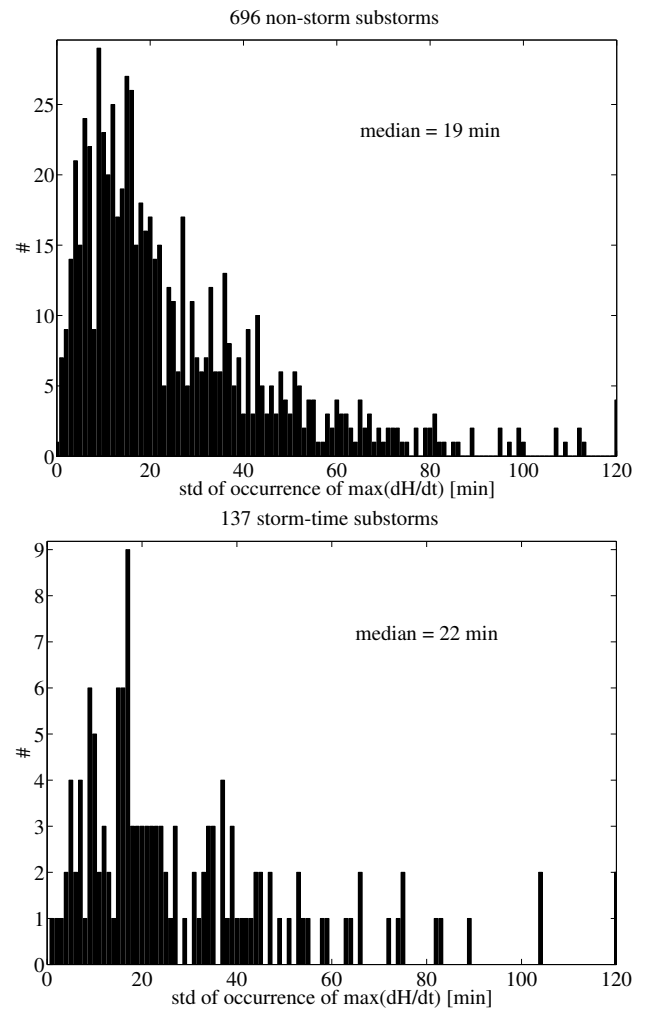 696 non-storm substorms
25
20
15
10
5
0
#
median = 19 min
0 20 40 60 80 100 120
std of occurrence of max(dH/dt) [min]
137 storm-time substorms
9
8
7
6
5
4
3
2
1
0
#
median = 22 min
0 20 40 60 80 100 120
std of occurrence of max(dH/dt) [min]